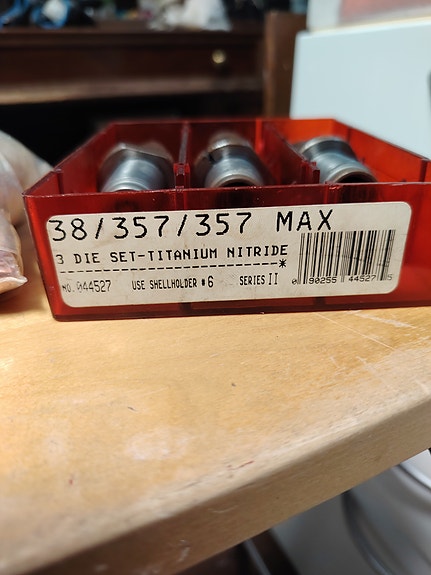 38/357/357 MAX
3 DIE SET-TITANIUM NITRIDE
------------------------*
NO. 044527 USE SHELLHOLDER #6 SERIES II
0 90255 44527 5